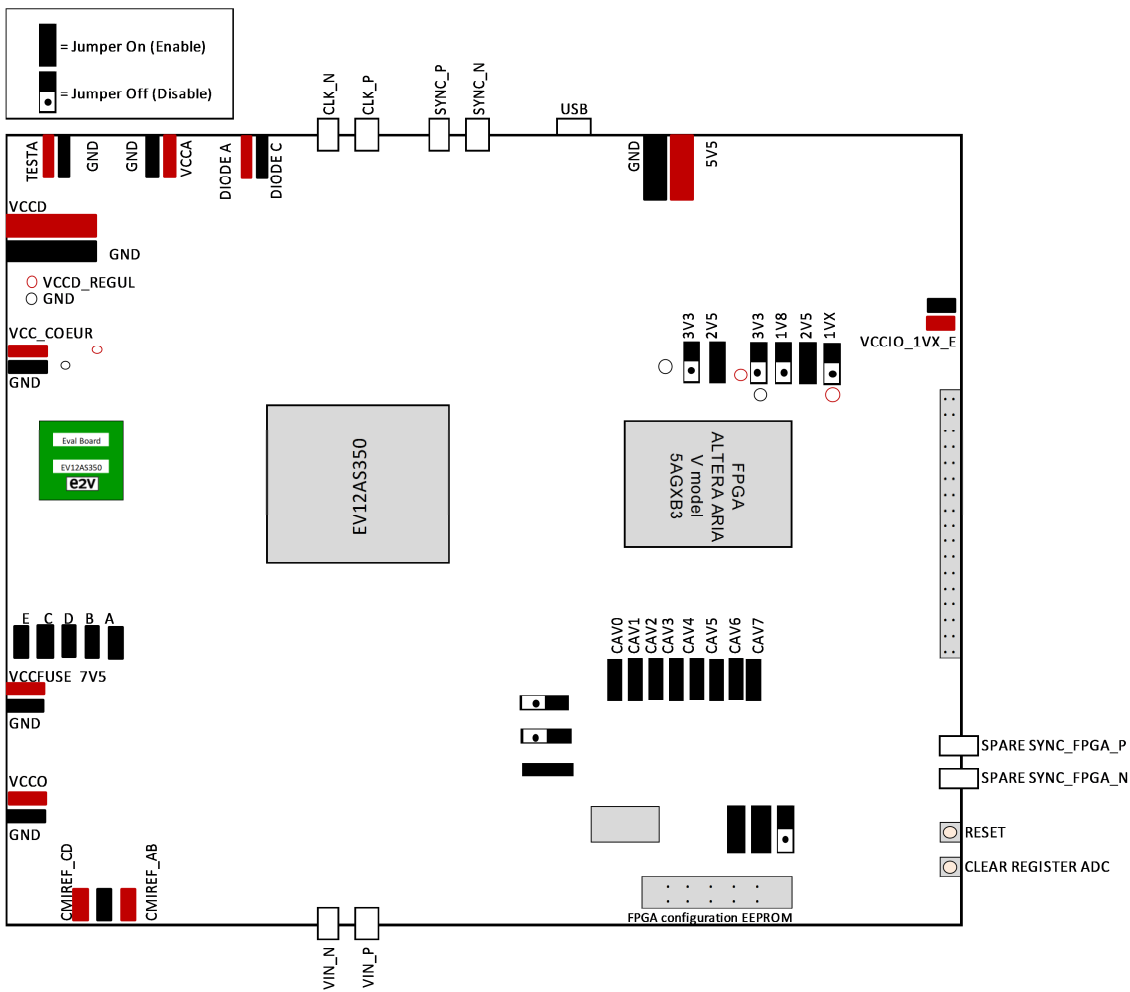 = Jumper On (Enable)
= Jumper Off (Disable)
CLK_N
CLK_P
SYNC_P
SYNC_N
USB
TESTA
GND
GND
VCCA
DIODE A
DIODE C
GND
5V5
VCCD
GND
VCCD_REGUL
GND
VCC_COEUR
GND
3V3
2V5
3V3
1V8
2V5
1VX
VCCIO_1VX_E
Eval Board
EV12AS350
e2v
EV12AS350
FPGA
ALTERA ARIA
V model
5AGXB3
E C D B A
VCCFUSE 7V5
GND
CAV0
CAV1
CAV2
CAV3
CAV4
CAV5
CAV6
CAV7
SPARE SYNC_FPGA_P
SPARE SYNC_FPGA_N
VCCO
GND
RESET
CLEAR REGISTER ADC
CMIREF_CD
CMIREF_AB
FPGA configuration EEPROM
VIN_N
VIN_P